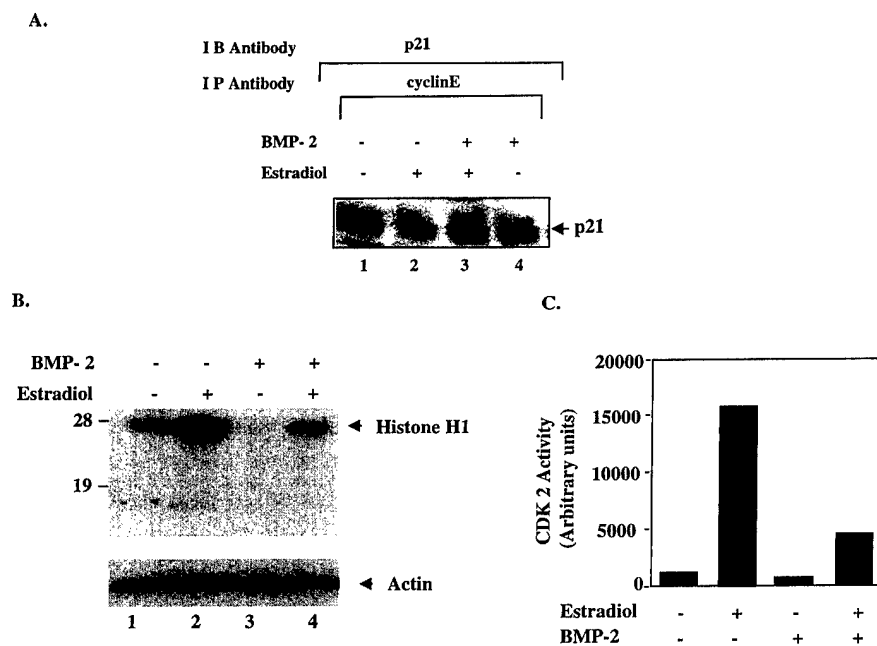 A.
I B Antibody p21
I P Antibody cyclinE
BMP- 2 - - + +
Estradiol - + + -
p21
1 2 3 4
B.
BMP- 2 - - + +
Estradiol - + - +
28
Histone H1
19
Actin
1 2 3 4
C.
20000
15000
10000
5000
0
CDK 2 Activity
(Arbitrary units)
Estradiol - + - +
BMP-2 - - + +